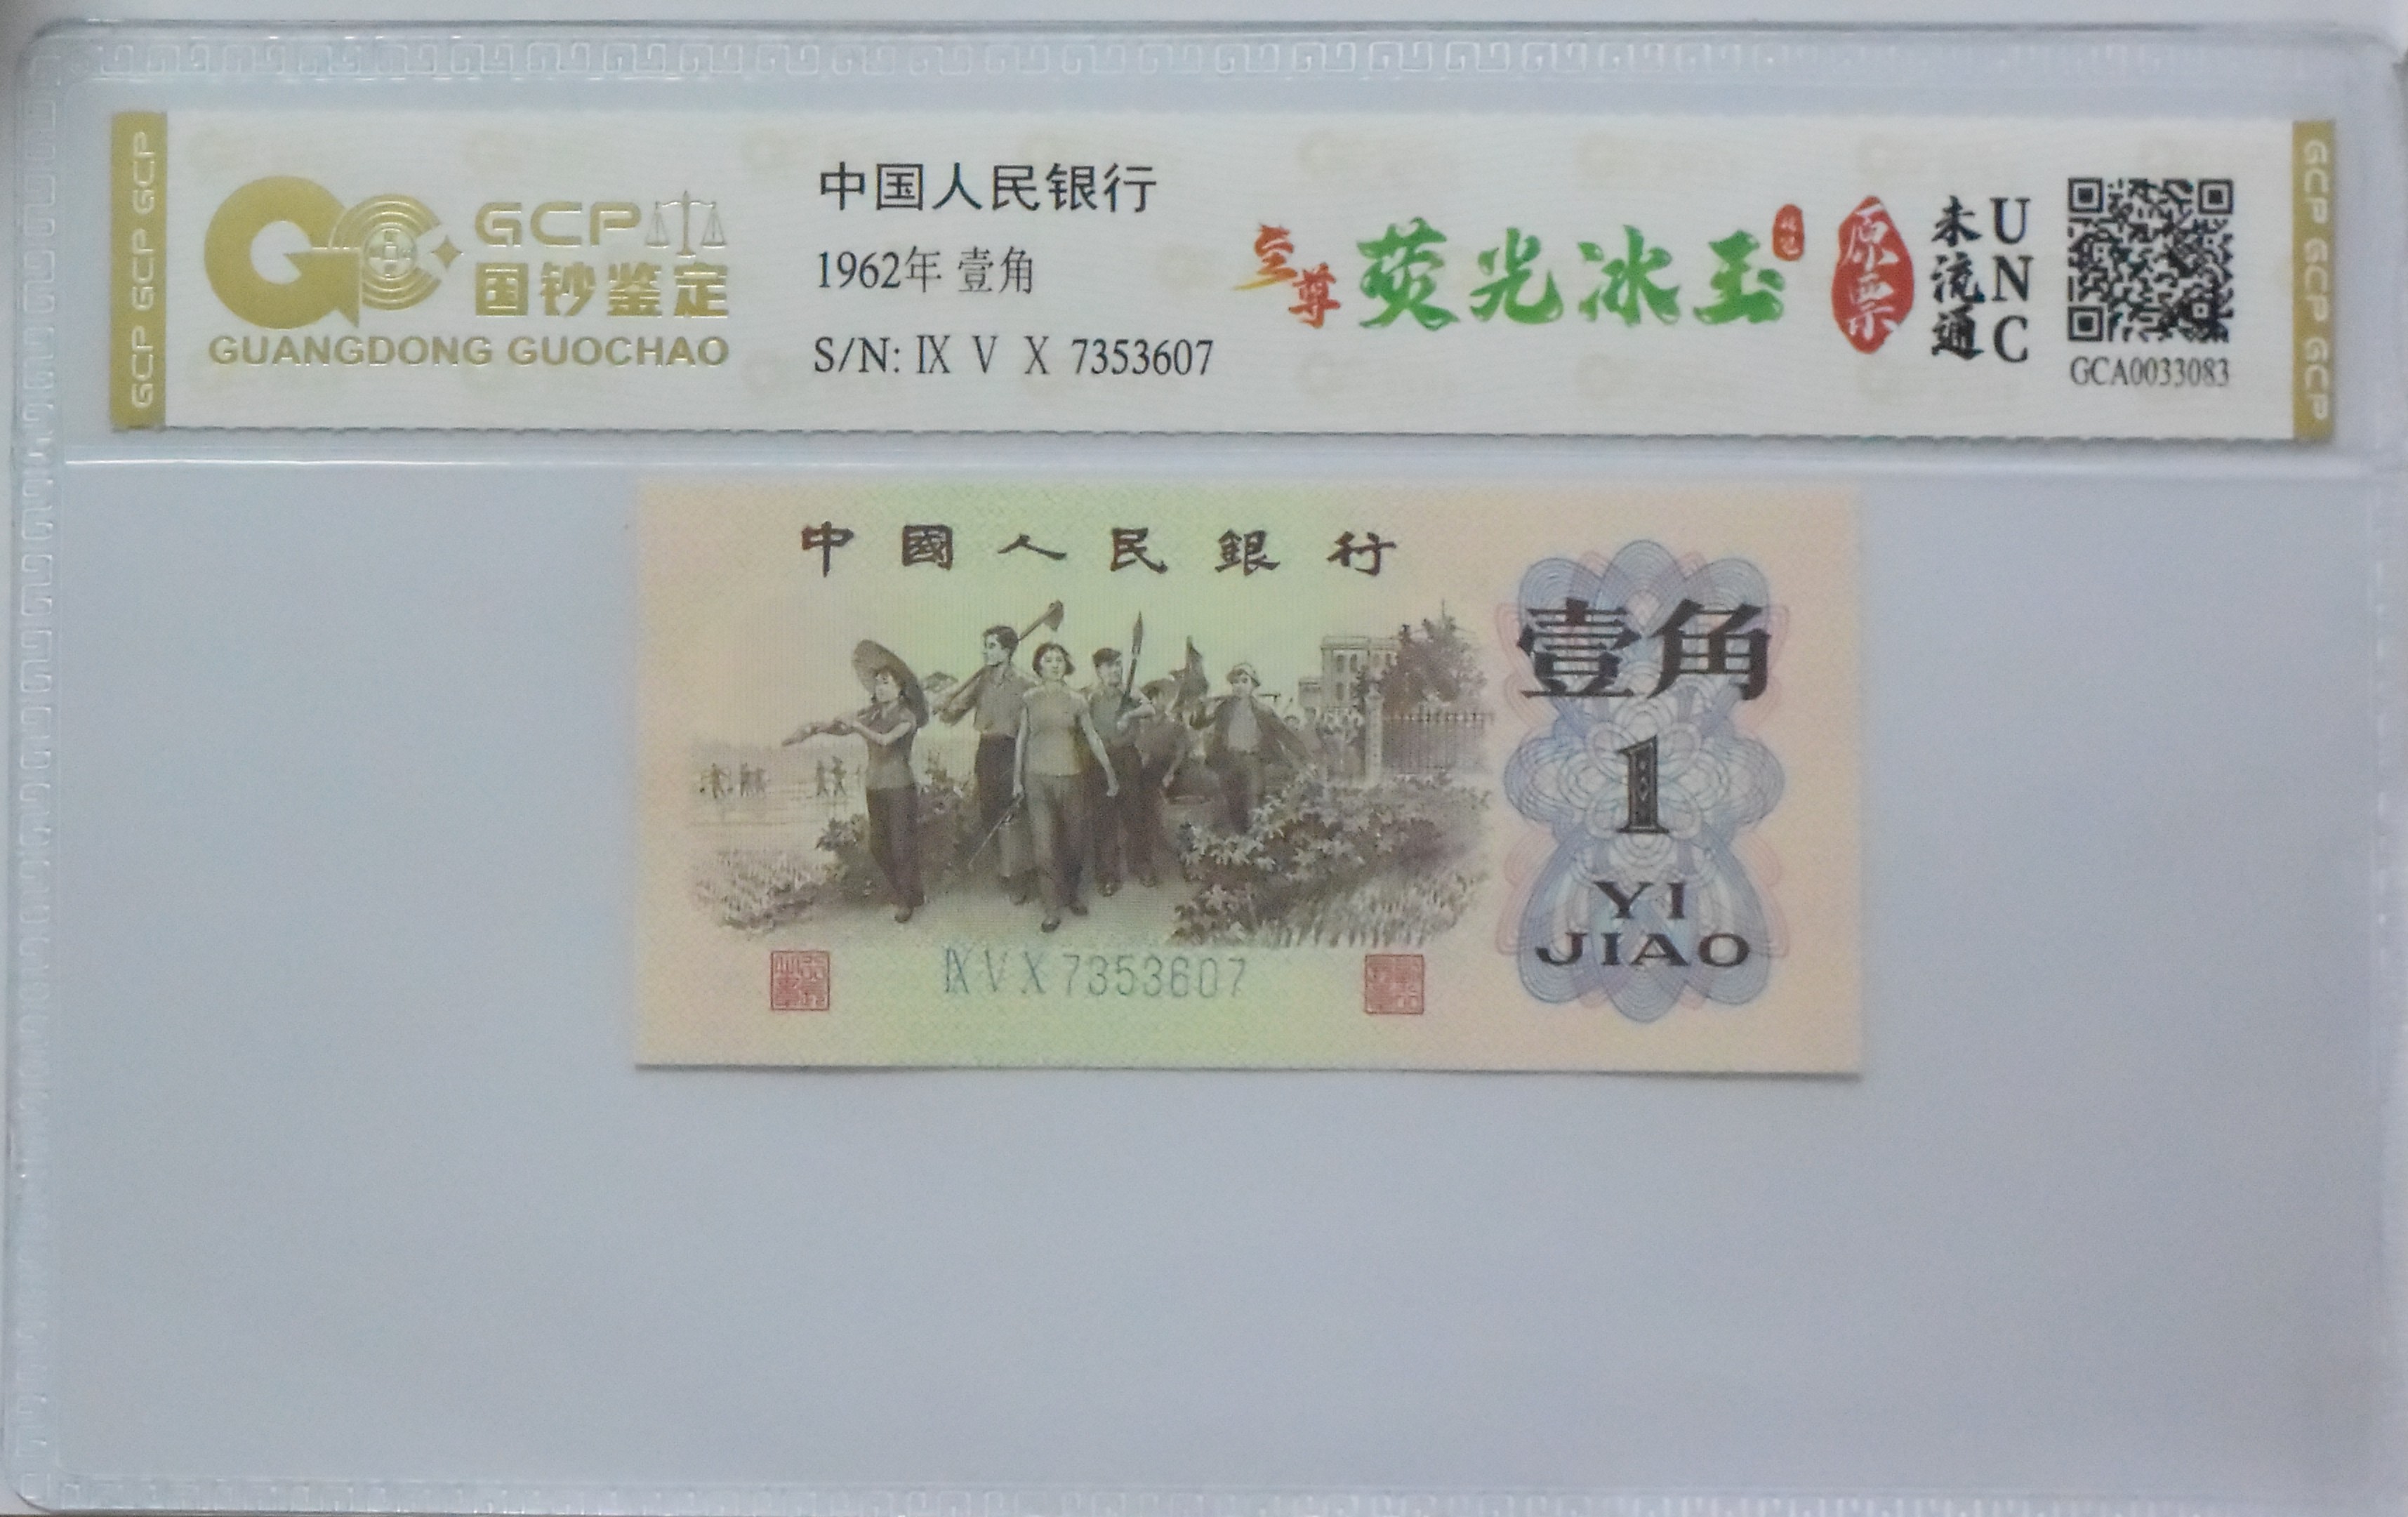 GCP GCP GCP
GCP
国钞鉴定
GUANGDONG GUOCHAO
中国人民银行
1962年 壹角
S/N: Ⅸ Ⅴ Ⅹ 7353607
至尊
荧光冰玉
原票
未流通
UNC
GCA0033083
GCP GCP GCP
中國人民銀行
壹角
1
YI
JIAO
Ⅸ Ⅴ Ⅹ 7353607